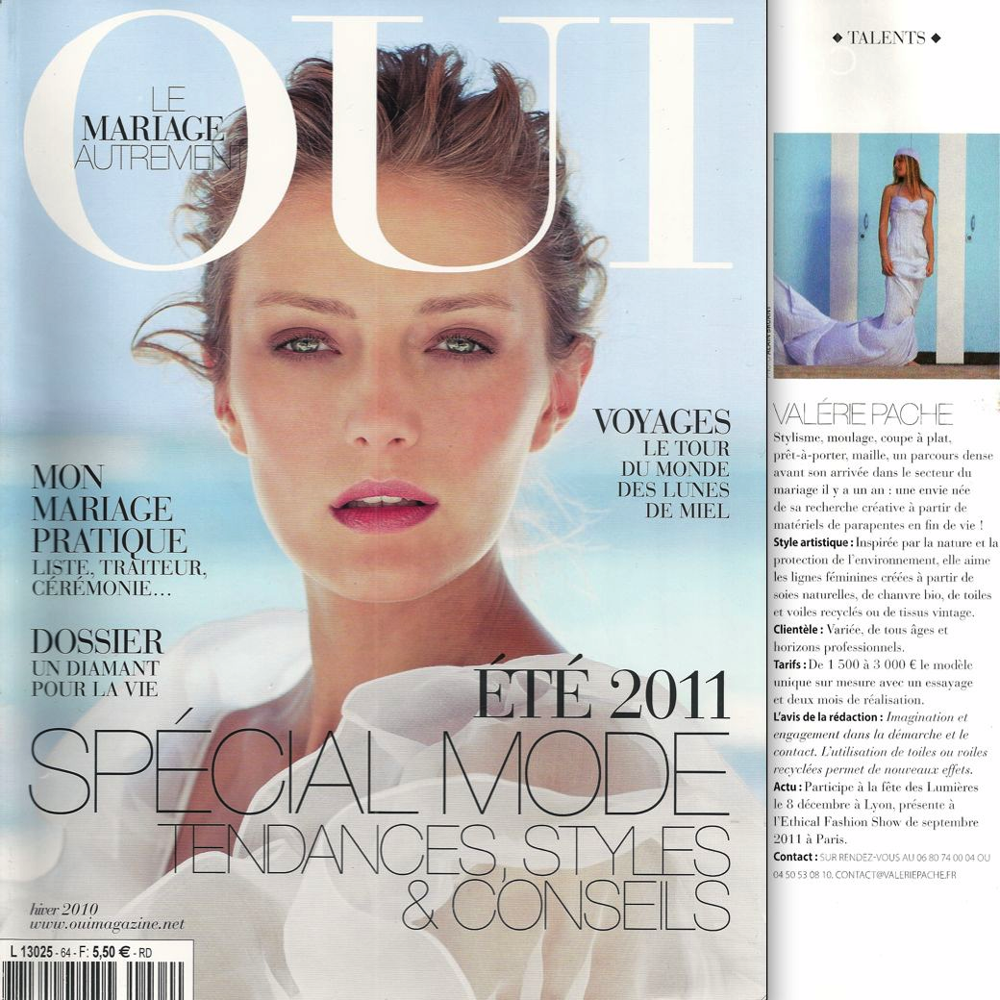 OUI
LE
MARIAGE
AUTREMENT
VOYAGES
LE TOUR
DU MONDE
DES LUNES
DE MIEL
MON
MARIAGE
PRATIQUE
LISTE, TRAITEUR,
CÉRÉMONIE...
DOSSIER
UN DIAMANT
POUR LA VIE
ÉTÉ 2011
SPÉCIAL MODE
TENDANCES, STYLES
& CONSEILS
hiver 2010
www.ouimagazine.net
L 13025 - 64 - F: 5,50 € - RD
◆ TALENTS ◆
PHOTO ALAIN BRUANT
VALÉRIE PACHE
Stylisme, moulage, coupe à plat,
prêt-à-porter, maille, un parcours dense
avant son arrivée dans le secteur du
mariage il y a un an : une envie née
de sa recherche créative à partir de
matériels de parapentes en fin de vie !
Style artistique : Inspirée par la nature et la
protection de l'environnement, elle aime
les lignes féminines créées à partir de
soies naturelles, de chanvre bio, de toiles
et voiles recyclés ou de tissus vintage.
Clientèle : Variée, de tous âges et
horizons professionnels.
Tarifs : De 1 500 à 3 000 € le modèle
unique sur mesure avec un essayage
et deux mois de réalisation.
L'avis de la rédaction : Imagination et
engagement dans la démarche et le
contact. L'utilisation de toiles ou voiles
recyclées permet de nouveaux effets.
Actu : Participe à la fête des Lumières
le 8 décembre à Lyon, présente à
l'Ethical Fashion Show de septembre
2011 à Paris.
Contact : SUR RENDEZ-VOUS AU 06 80 74 00 04 OU
04 50 53 08 10. CONTACT@VALERIEPACHE.FR